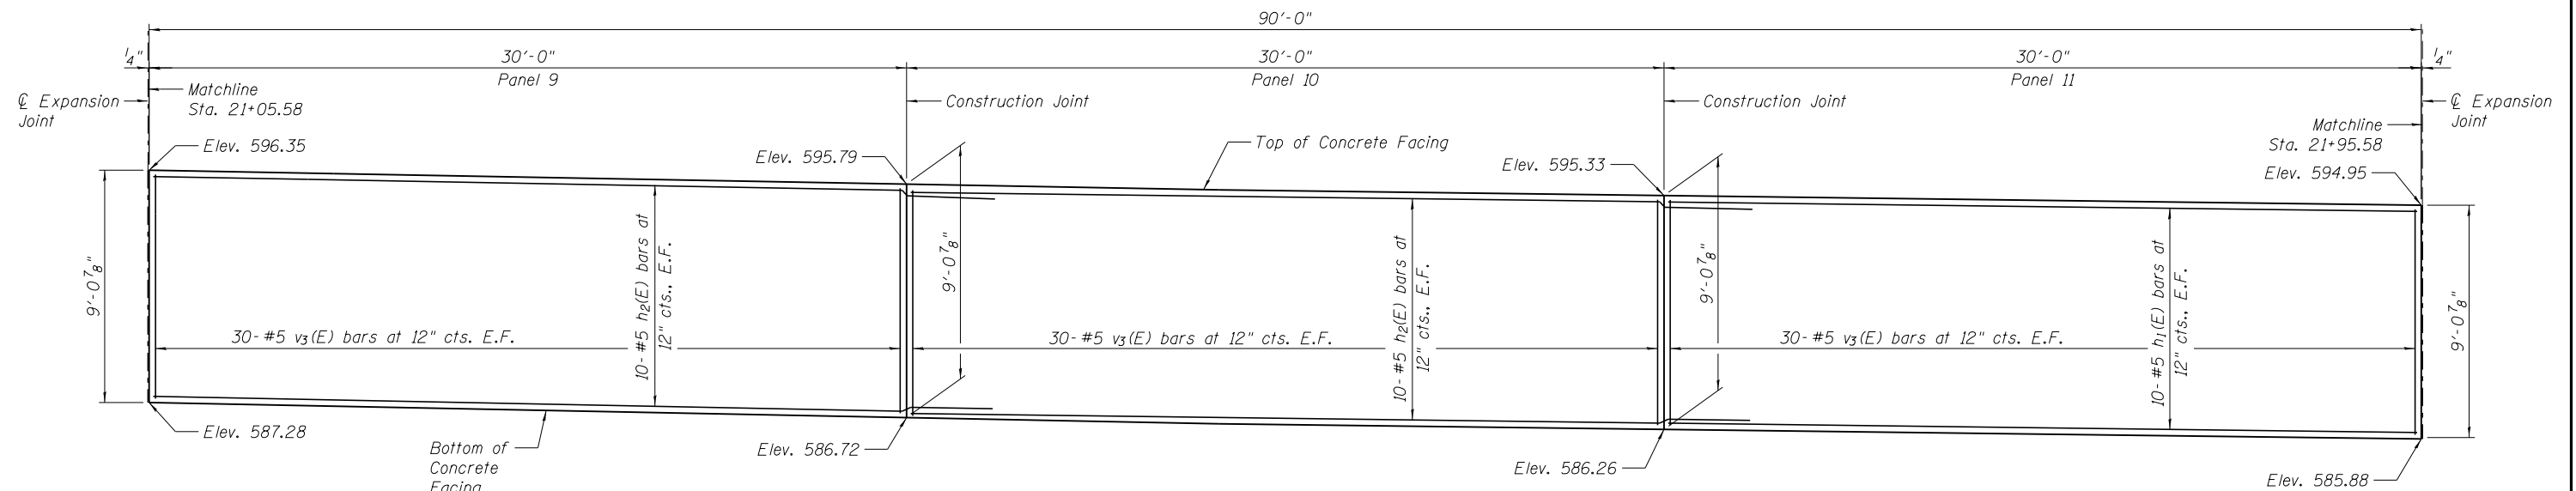 90'-0"
1/4"
30'-0"
30'-0"
30'-0"
1/4"
Panel 9
Panel 10
Panel 11
℄ Expansion
Joint
Matchline
Sta. 21+05.58
Construction Joint
Construction Joint
℄ Expansion
Joint
Matchline
Sta. 21+95.58
Elev. 596.35
Elev. 595.79
Top of Concrete Facing
Elev. 595.33
Elev. 594.95
9'-0 7/8"
10-#5 h2(E) bars at
12" cts., E.F.
9'-0 7/8"
10-#5 h2(E) bars at
12" cts., E.F.
9'-0 7/8"
10-#5 h1(E) bars at
12" cts., E.F.
9'-0 7/8"
30-#5 v3(E) bars at 12" cts. E.F.
30-#5 v3(E) bars at 12" cts. E.F.
30-#5 v3(E) bars at 12" cts. E.F.
Elev. 587.28
Bottom of
Concrete
Facing
Elev. 586.72
Elev. 586.26
Elev. 585.88